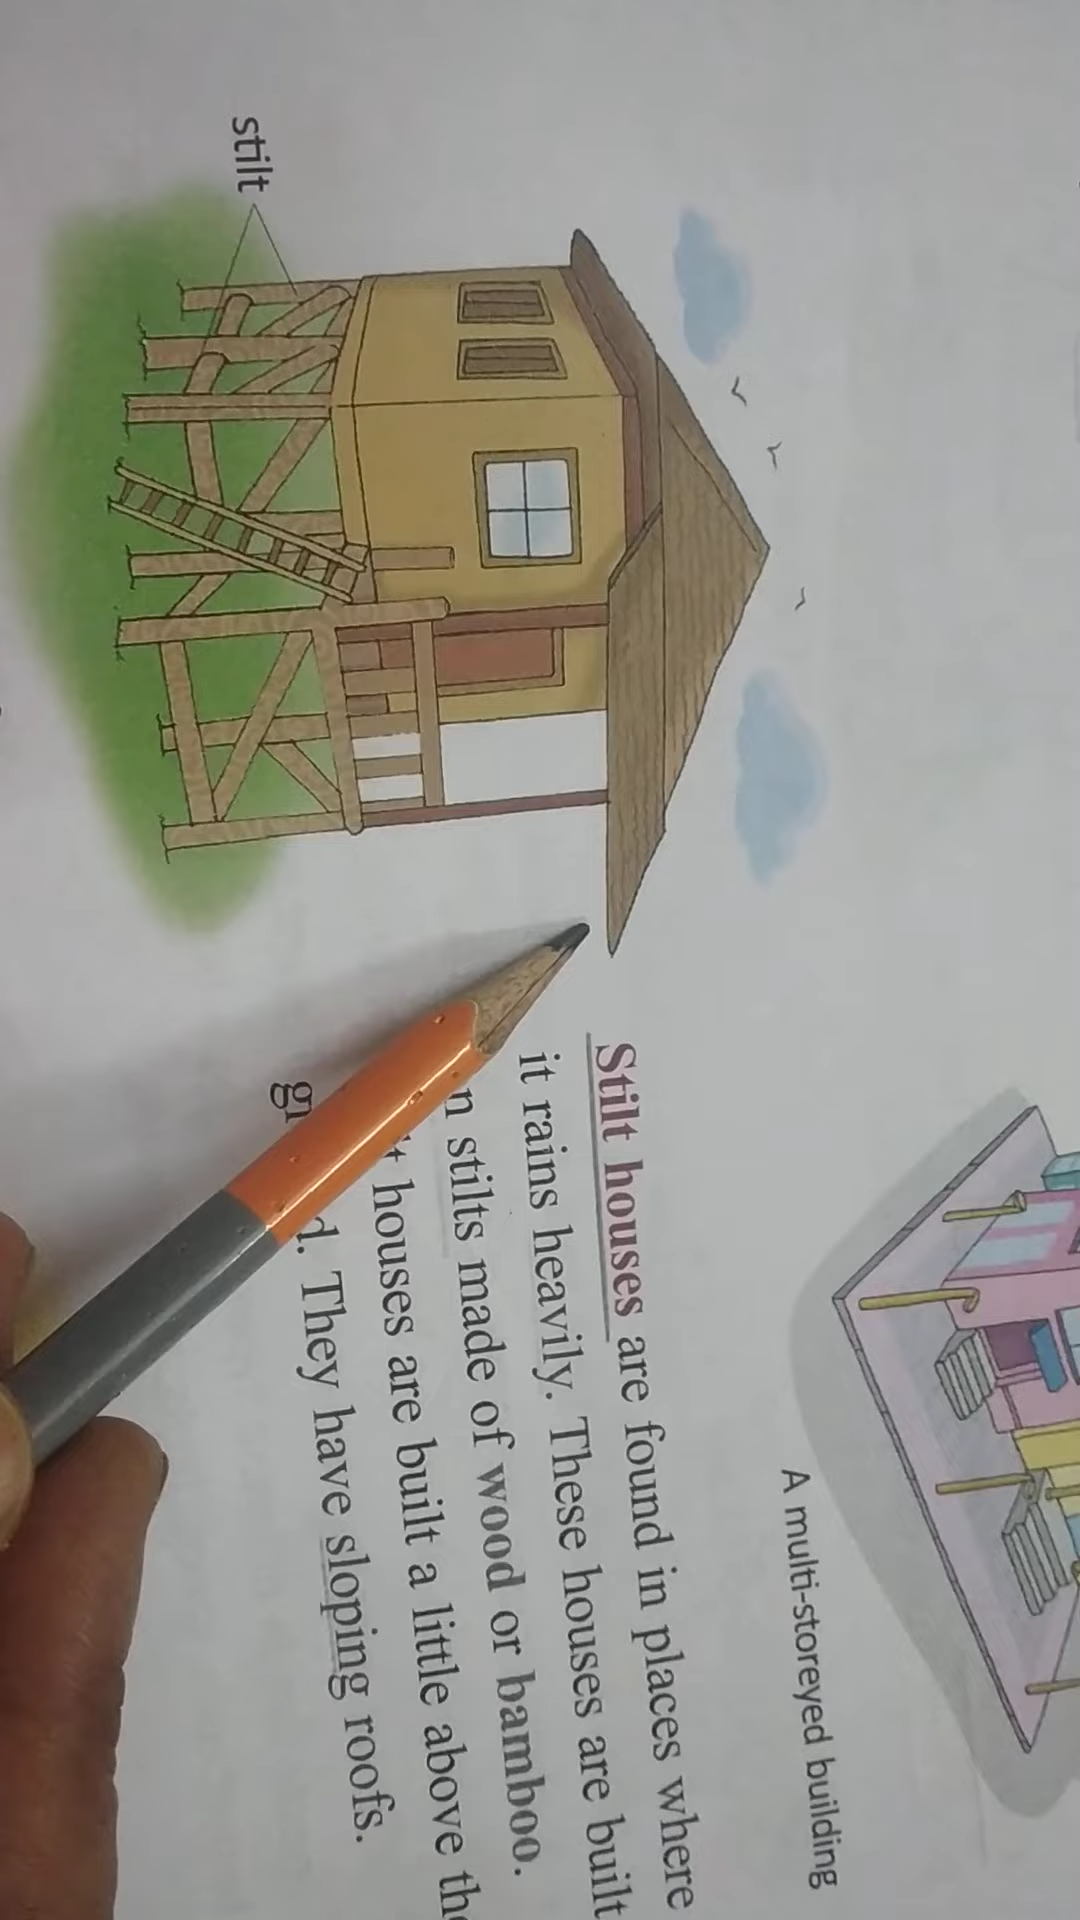 A multi-storeyed building
stilt
Stilt houses are found in places where
it rains heavily. These houses are built
stilts made of wood or bamboo.
houses are built a little above
They have sloping roofs.